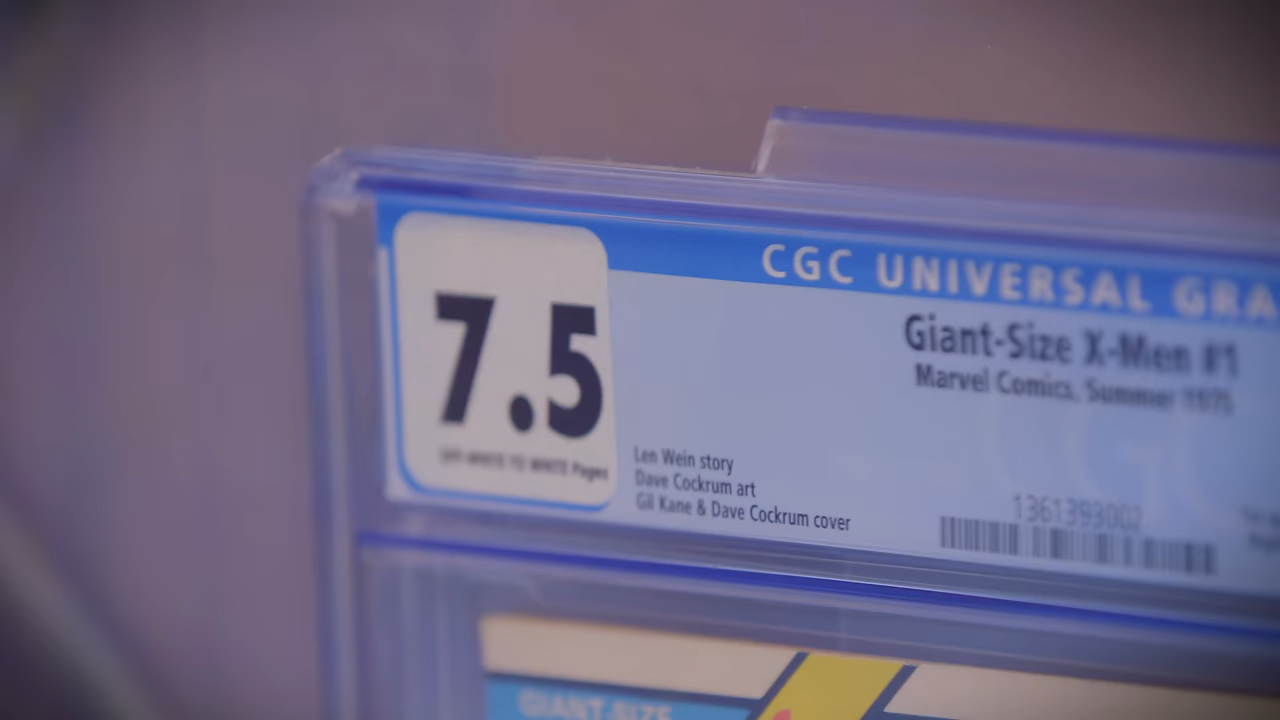 CGC UNIVERSAL GRA
7.5
OFF-WHITE TO WHITE Pages
Giant-Size X-Men #1
Marvel Comics, Summer 1975
Len Wein story
Dave Cockrum art
Gil Kane & Dave Cockrum cover
1361393002
GIANT-SIZE